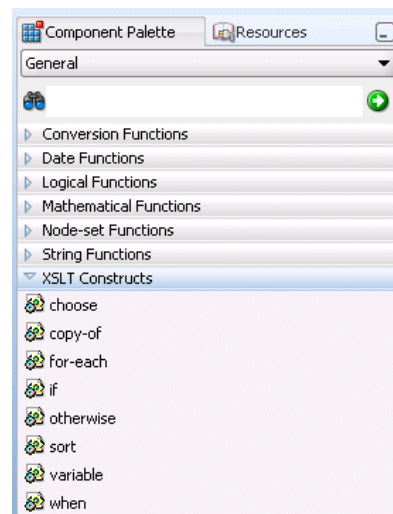 Component Palette Resources
General
Conversion Functions
Date Functions
Logical Functions
Mathematical Functions
Node-set Functions
String Functions
XSLT Constructs
choose
copy-of
for-each
if
otherwise
sort
variable
when